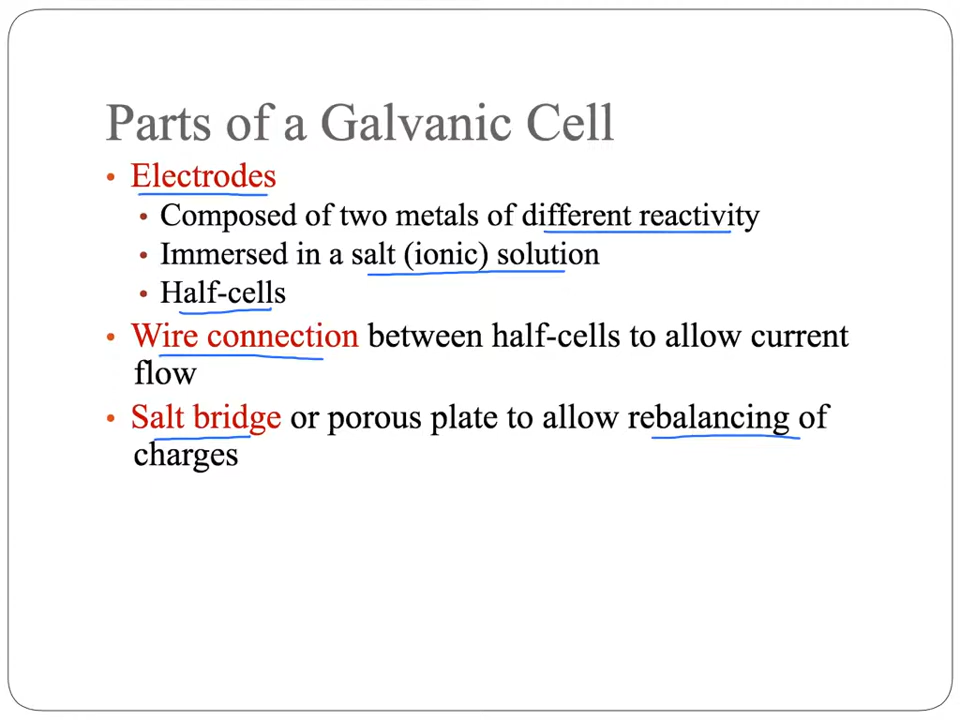 Parts of a Galvanic Cell
• Electrodes
• Composed of two metals of different reactivity
• Immersed in a salt (ionic) solution
• Half-cells
• Wire connection between half-cells to allow current
flow
• Salt bridge or porous plate to allow rebalancing of
charges